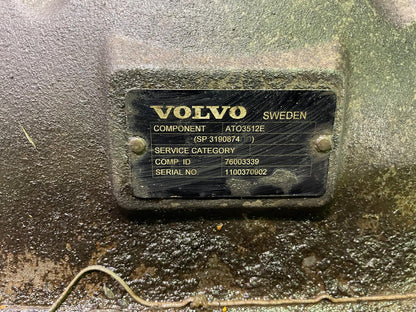 VOLVO SWEDEN
COMPONENT ATO3512E
(SP 3190874 )
SERVICE CATEGORY
COMP. ID 76003339
SERIAL NO. 1100370902